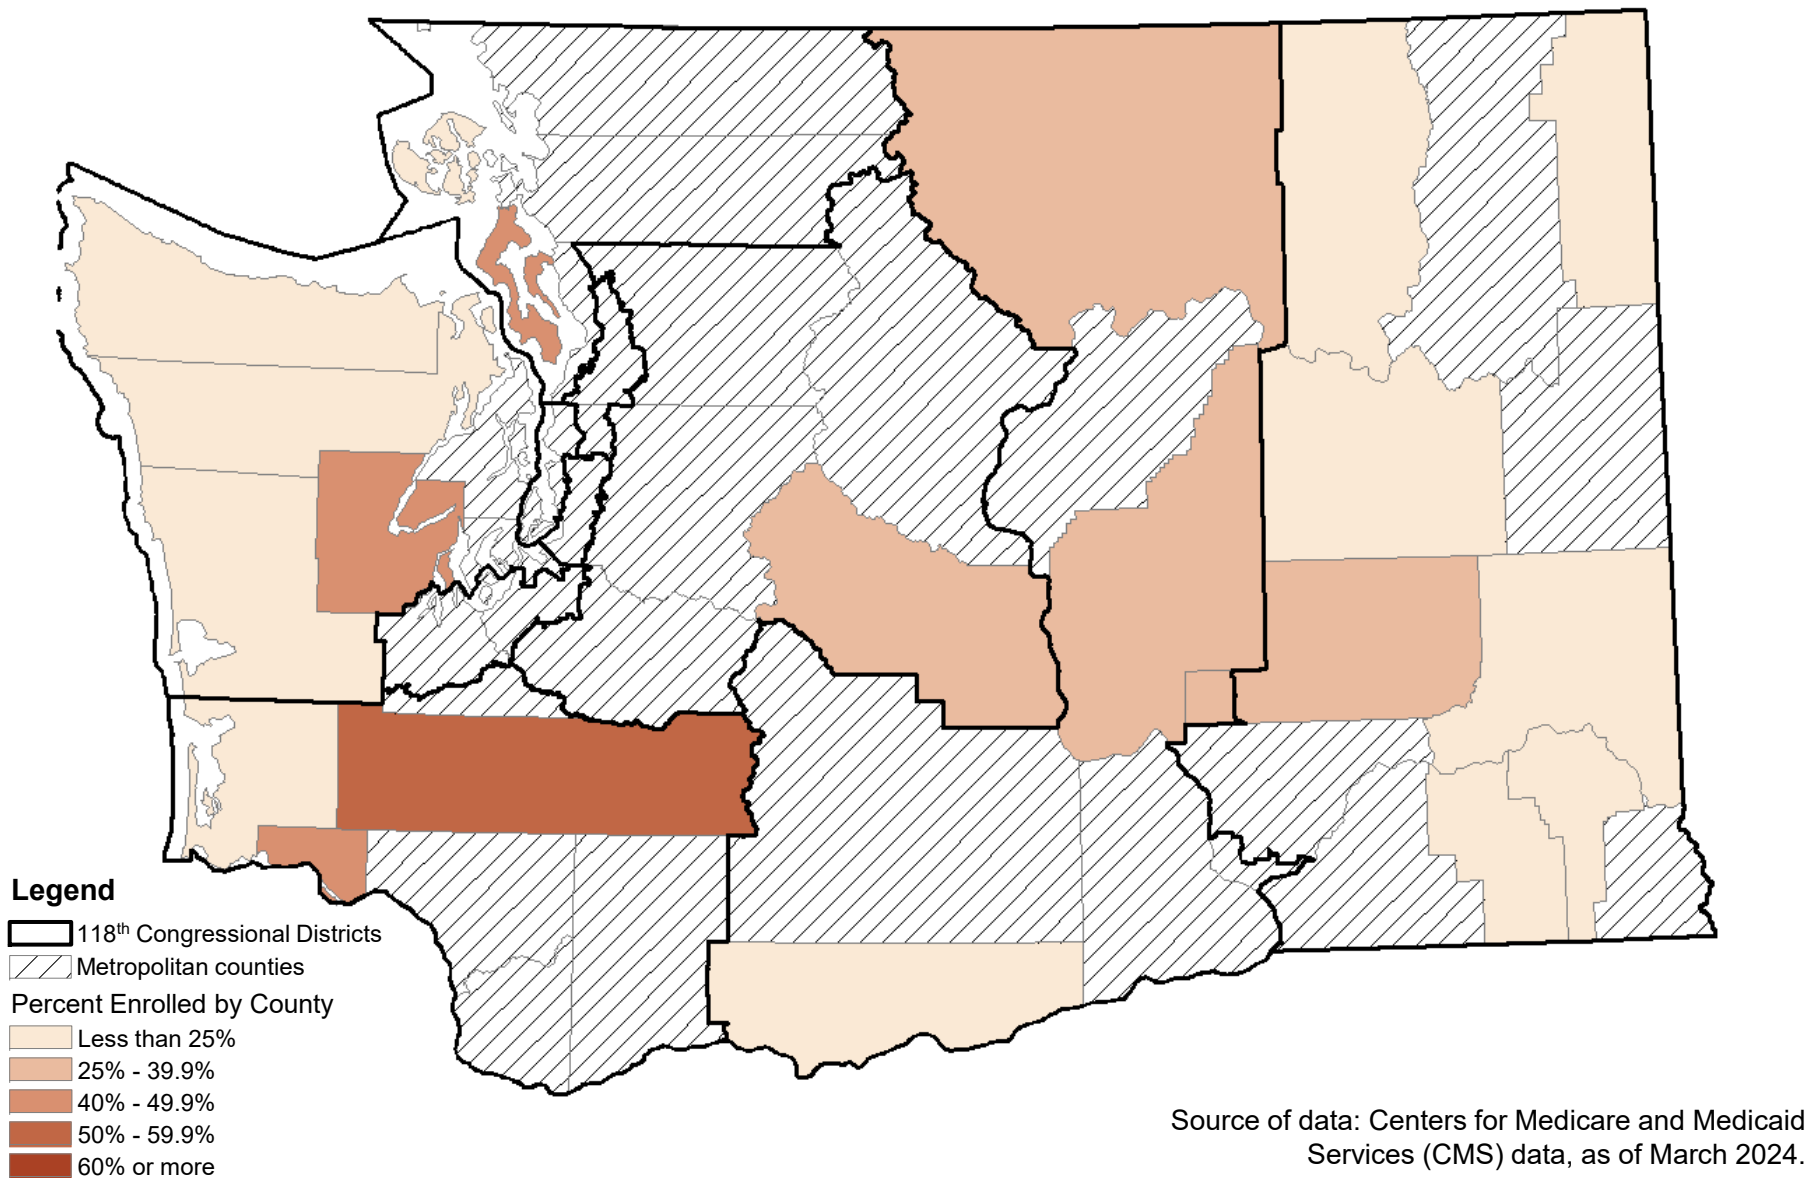 Legend
118th Congressional Districts
Metropolitan counties
Percent Enrolled by County
Less than 25%
25% - 39.9%
40% - 49.9%
50% - 59.9%
60% or more
Source of data: Centers for Medicare and Medicaid
Services (CMS) data, as of March 2024.